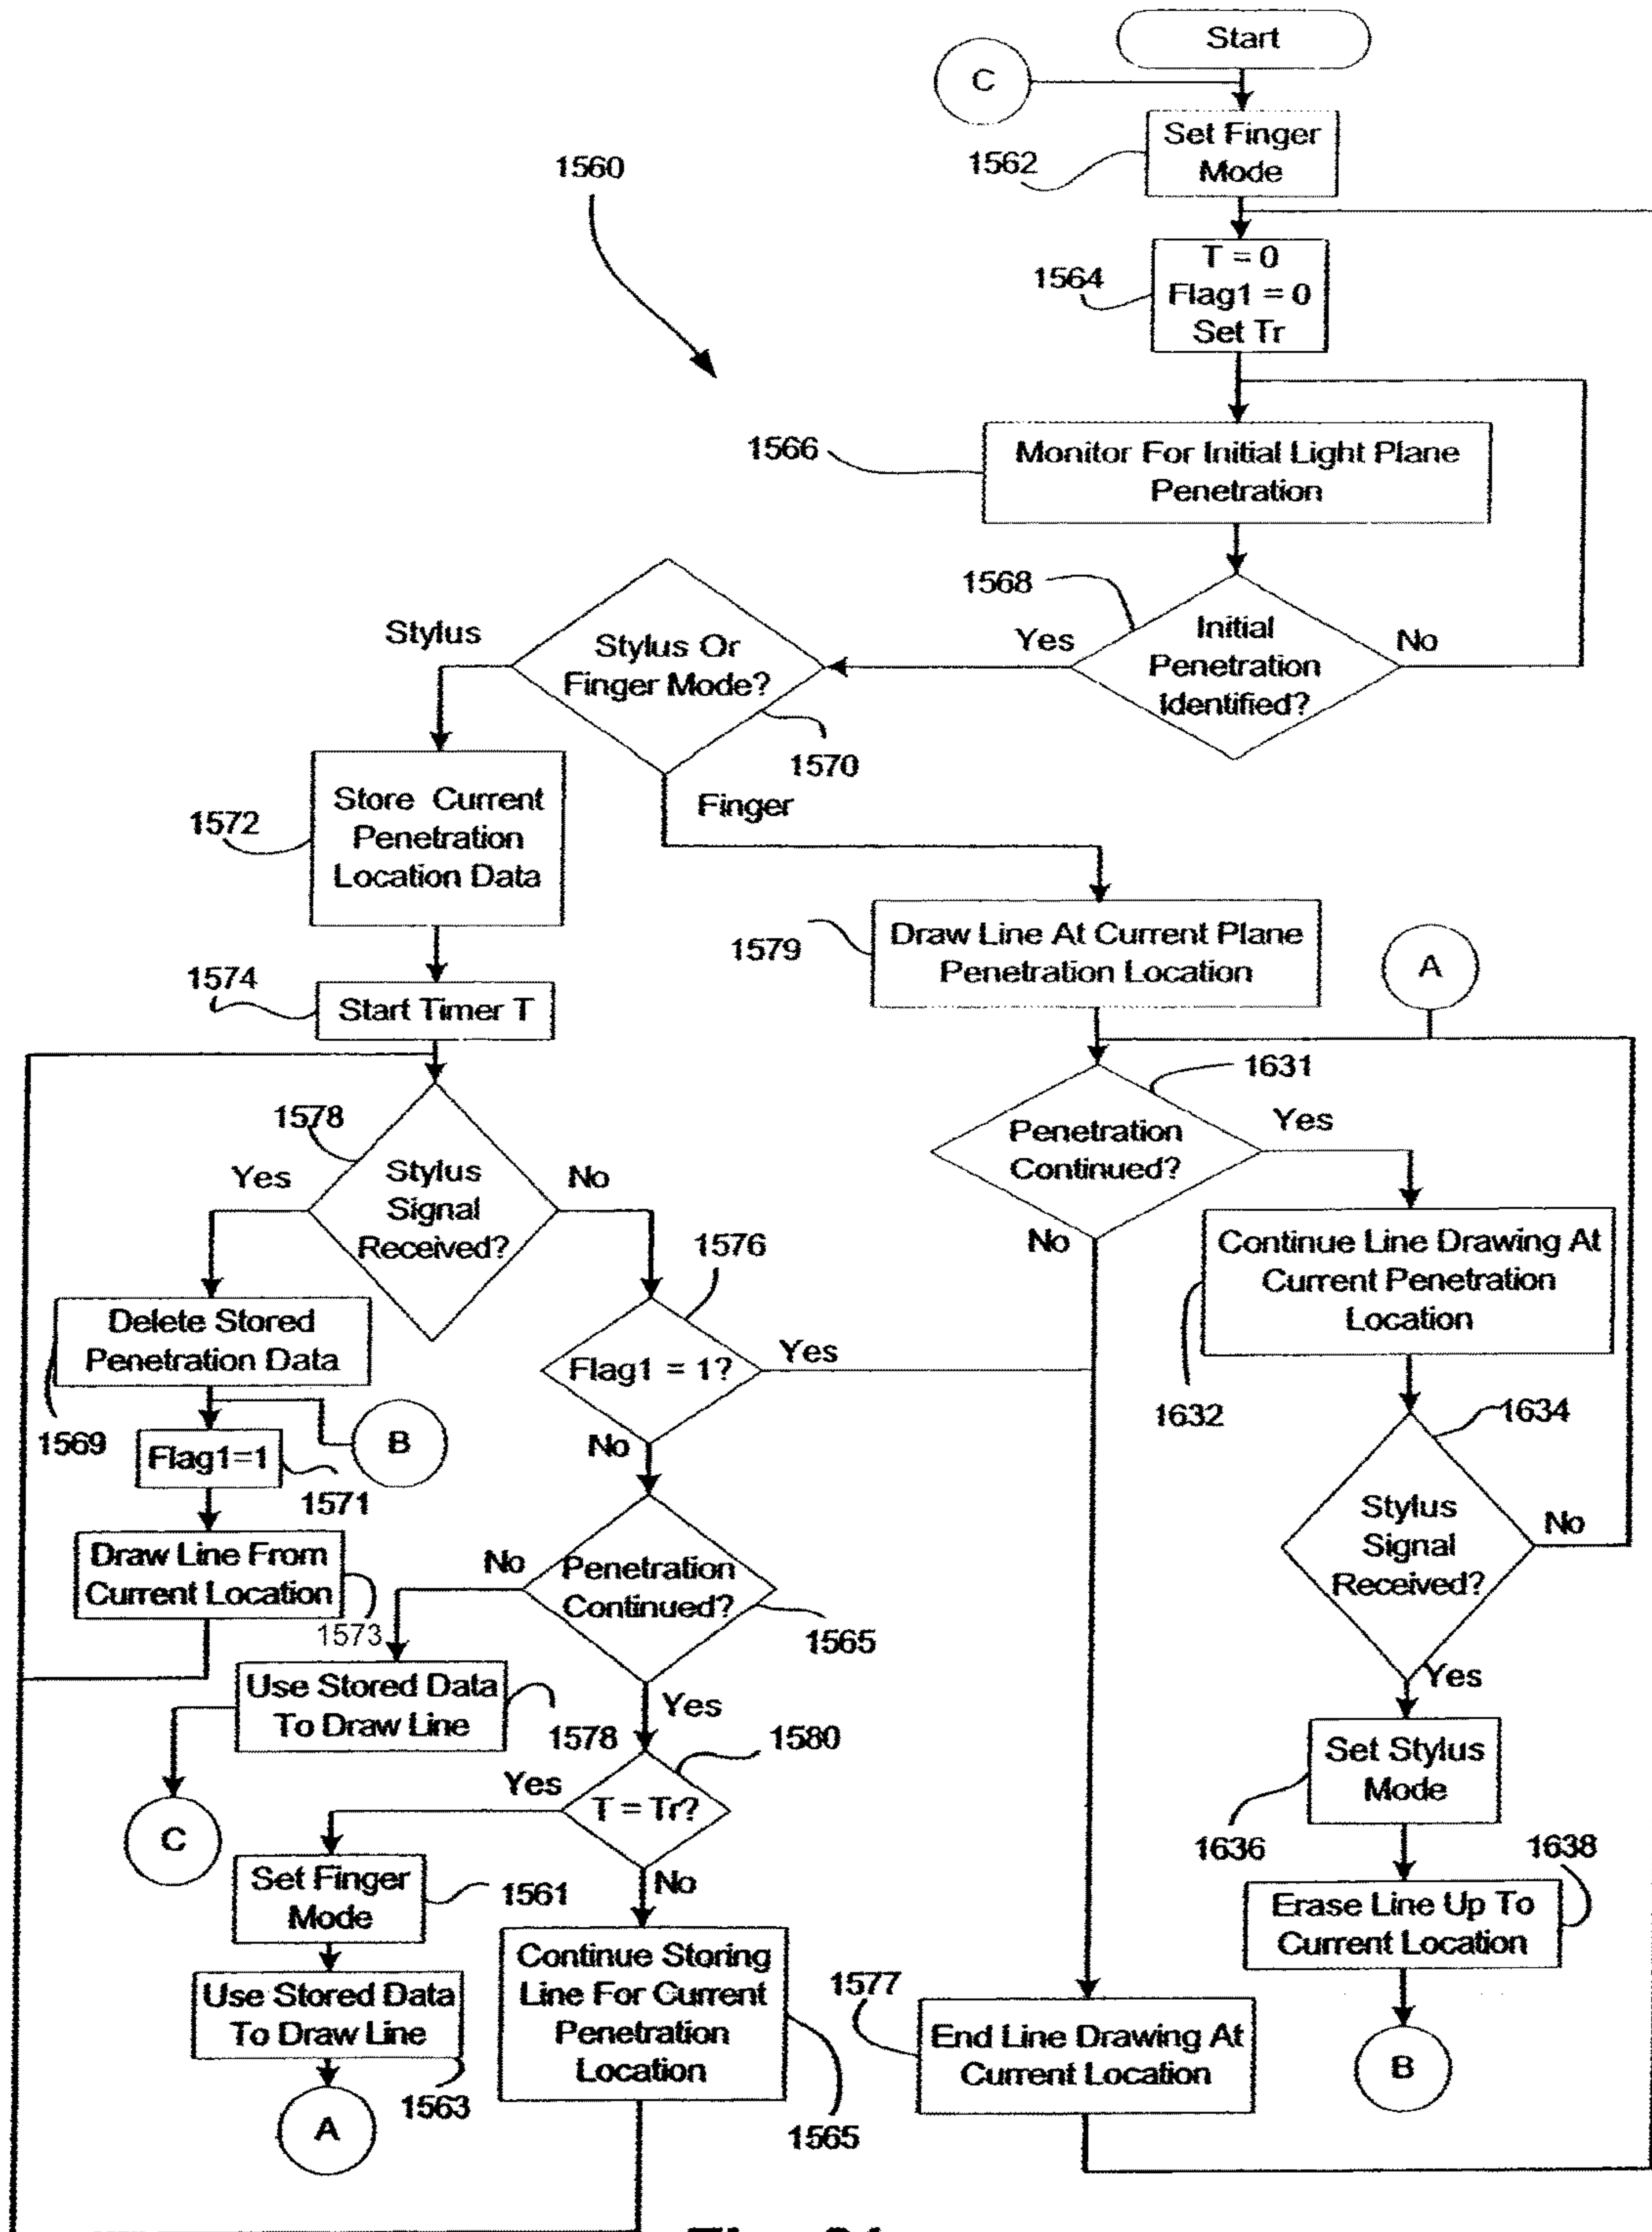 Start
C
Set Finger
Mode
1562
1560
T = 0
Flag1 = 0
Set Tr
1564
1566
Monitor For Initial Light Plane
Penetration
1568
Initial
Penetration
Identified?
Yes
No
Stylus
Stylus Or
Finger Mode?
1570
Finger
Store Current
Penetration
Location Data
1572
1579
Draw Line At Current Plane
Penetration Location
A
1574
Start Timer T
1631
Penetration
Continued?
Yes
No
1578
Stylus
Signal
Received?
Yes
No
1576
Continue Line Drawing At
Current Penetration
Location
1632
Delete Stored
Penetration Data
1569
Flag1 = 1?
Yes
No
B
Flag1=1
1571
1634
Stylus
Signal
Received?
No
Yes
Draw Line From
Current Location
1573
No
Penetration
Continued?
1565
Yes
Use Stored Data
To Draw Line
1578
1580
T = Tr?
Yes
No
C
Set Stylus
Mode
1636
1638
Set Finger
Mode
1561
Erase Line Up To
Current Location
Continue Storing
Line For Current
Penetration
Location
1565
1577
End Line Drawing At
Current Location
Use Stored Data
To Draw Line
1563
B
A